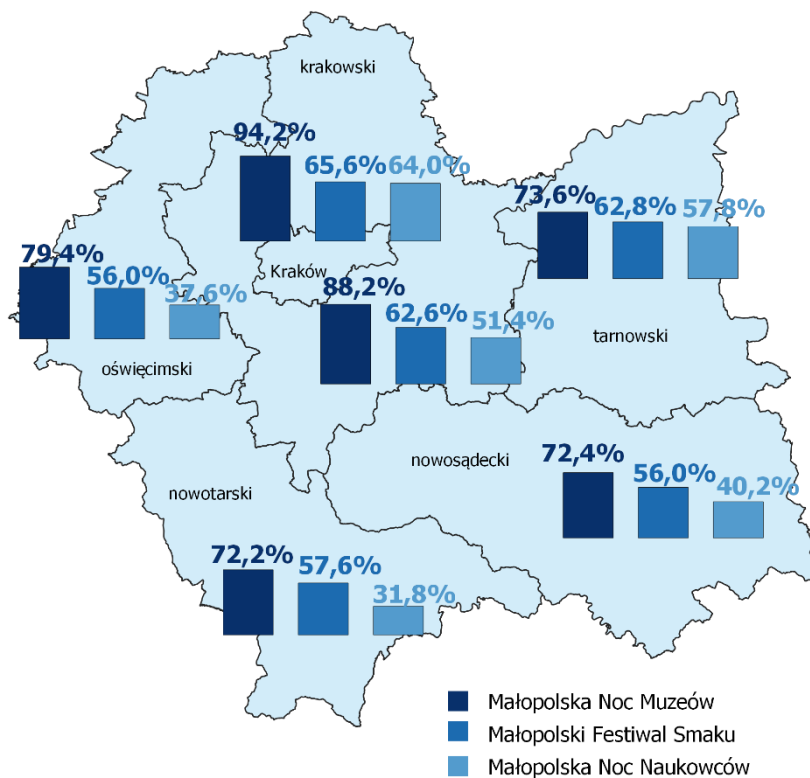 krakowski
94,2%
65,6%
64,0%
73,6%
62,8%
57,8%
79,4%
56,0%
37,6%
Kraków
88,2%
62,6%
51,4%
oświęcimski
tarnowski
nowosądecki
72,4%
56,0%
40,2%
nowotarski
72,2%
57,6%
31,8%
Małopolska Noc Muzeów
Małopolski Festiwal Smaku
Małopolska Noc Naukowców